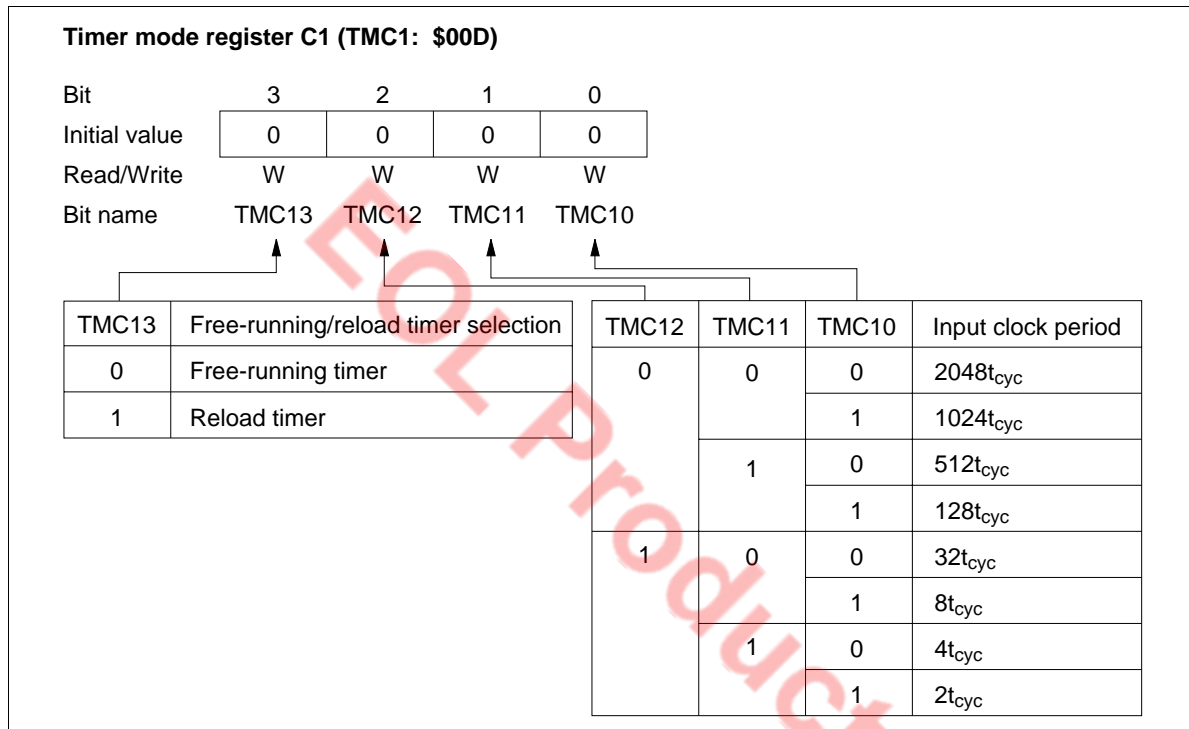 Timer mode register C1 (TMC1: $00D)
Bit 3 2 1 0
Initial value 0 0 0 0
Read/Write W W W W
Bit name TMC13 TMC12 TMC11 TMC10
TMC13 Free-running/reload timer selection
0 Free-running timer
1 Reload timer
TMC12 TMC11 TMC10 Input clock period
0 0 0 2048tcyc
1 1024tcyc
1 0 512tcyc
1 128tcyc
1 0 0 32tcyc
1 8tcyc
1 0 4tcyc
1 2tcyc
EOL Product